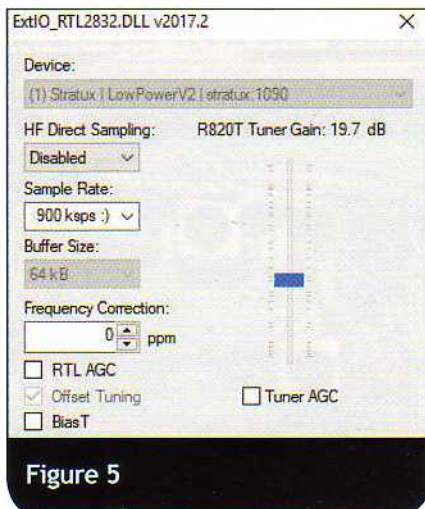 ExtIO_RTL2832.DLL v2017.2
Device:
(1) Stratux | LowPowerV2 | stratux:1090
HF Direct Sampling:
R820T Tuner Gain: 19.7 dB
Disabled
Sample Rate:
900 ksps :)
Buffer Size:
64 kB
Frequency Correction:
0 ppm
RTL AGC
Offset Tuning
Tuner AGC
BiasT
Figure 5